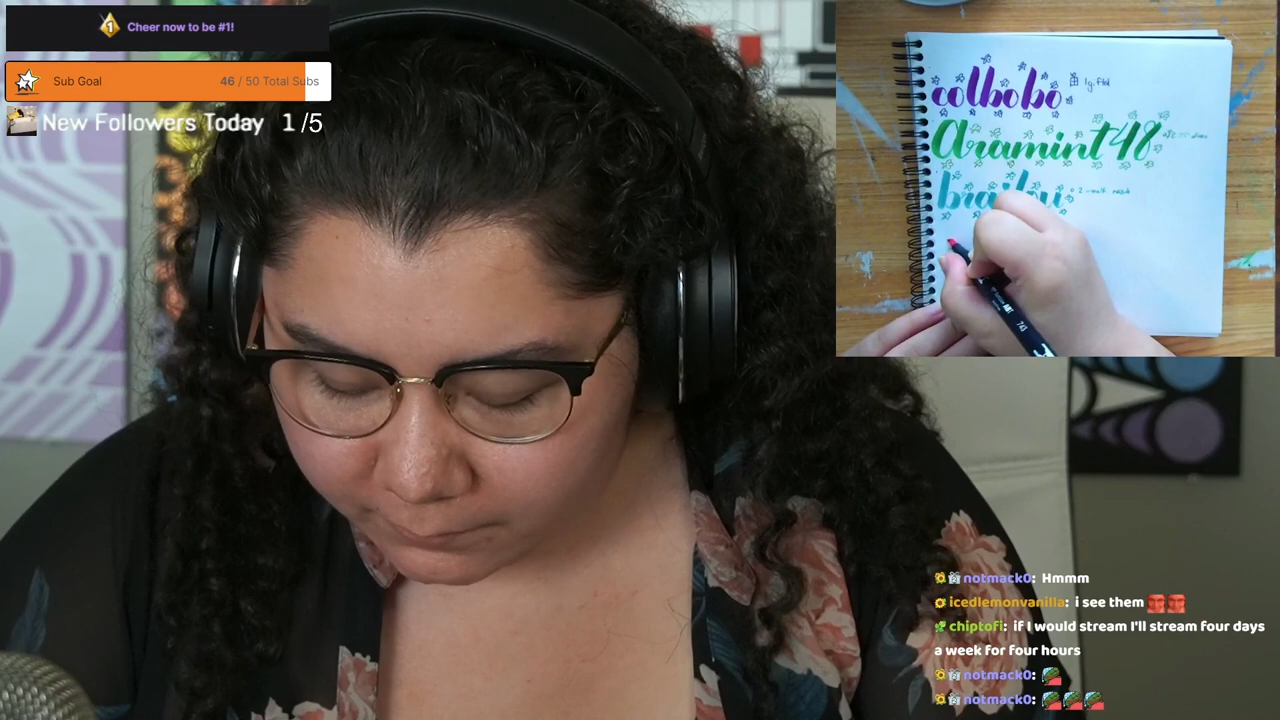 1
Cheer now to be #1!
Sub Goal 46 / 50 Total Subs
New Followers Today 1 /5
colbobo
Aramint48
notmack0: Hmmm
icedlemonvanilla: i see them
chiptofi: if I would stream I'll stream four days
a week for four hours
notmack0:
notmack0: